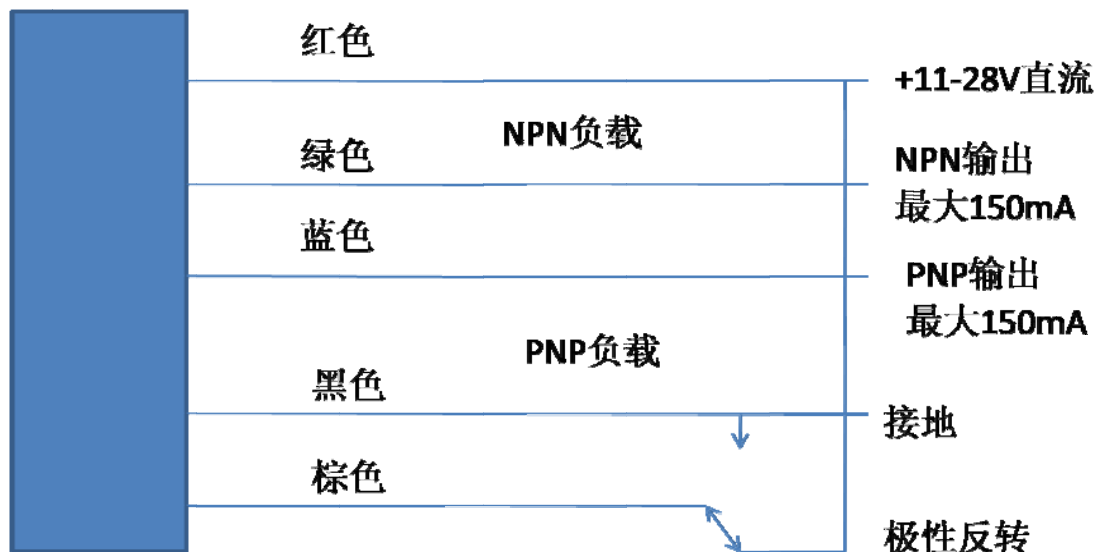 红色
+11-28V直流
NPN负载
绿色
NPN输出
最大150mA
蓝色
PNP输出
最大150mA
PNP负载
黑色
接地
棕色
极性反转